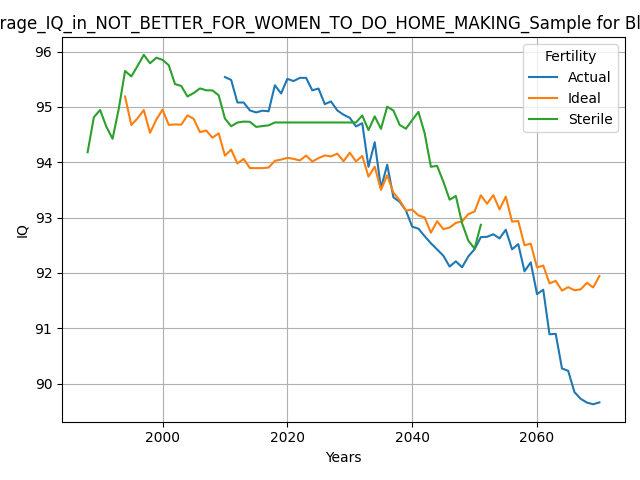 rage_IQ_in_NOT_BETTER_FOR_WOMEN_TO_DO_HOME_MAKING_Sample for Bl
Fertility
Actual
Ideal
Sterile
96
95
94
93
92
91
90
IQ
2000
2020
2040
2060
Years